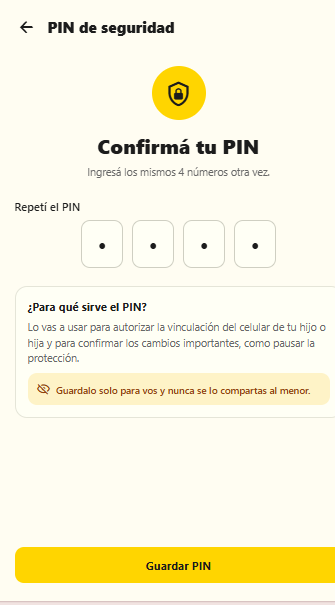 PIN de seguridad
Confirmá tu PIN
Ingresá los mismos 4 números otra vez.
Repetí el PIN
¿Para qué sirve el PIN?
Lo vas a usar para autorizar la vinculación del celular de tu hijo o
hija y para confirmar los cambios importantes, como pausar la
protección.
Guardalo solo para vos y nunca se lo compartas al menor.
Guardar PIN